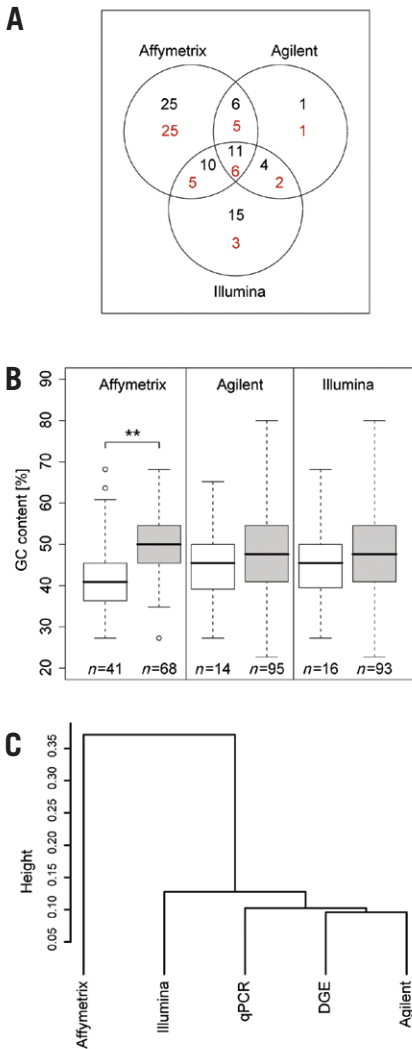 A
Affymetrix Agilent
25 6 1
25 5 1
11
10 4
6
5 2
15
3
Illumina
B
Affymetrix Agilent Illumina
**
GC content [%]
90
80
70
60
50
40
30
20
n=41 n=68 n=14 n=95 n=16 n=93
C
Height
0.35
0.30
0.25
0.20
0.15
0.10
0.05
Affymetrix
Illumina
qPCR
DGE
Agilent